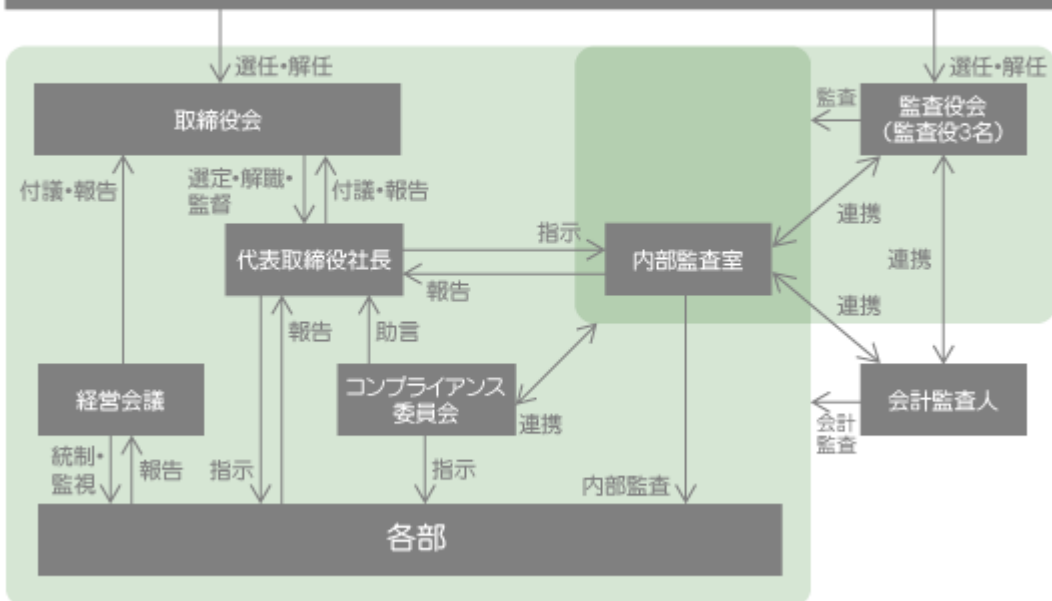 選任・解任
選任・解任
取締役会
監査
監査役会
（監査役3名）
付議・報告
選定・解職・
監督
付議・報告
連携
連携
指示
代表取締役社長
内部監査室
報告
報告
助言
連携
経営会議
コンプライアンス
委員会
連携
会計監査人
会計
監査
統制・
監視
報告
指示
指示
内部監査
各部